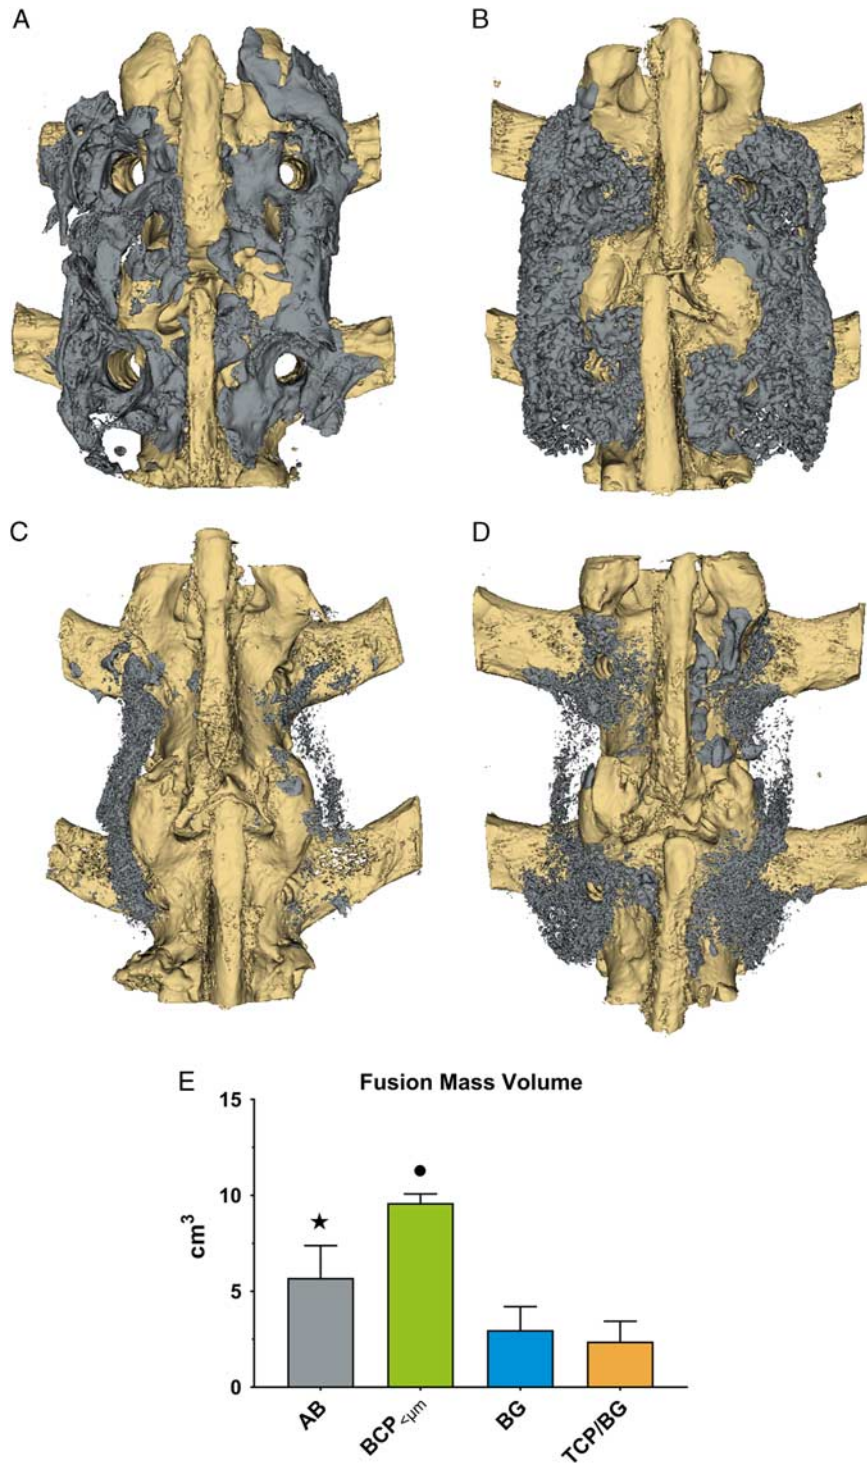 A
B
C
D
E
Fusion Mass Volume
15
10
5
0
cm³
★
●
AB
BCP <µm
BG
TCP/BG